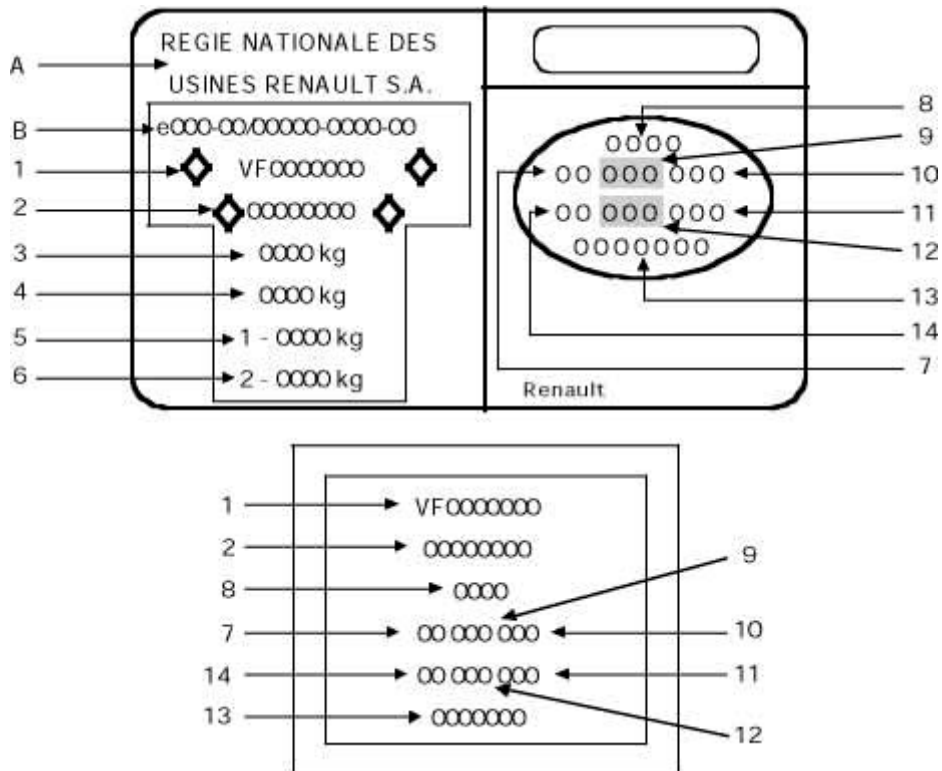 REGIE NATIONALE DES
A
USINES RENAULT S.A.
B e000-00/00000-0000-00
1 VF0000000
2 00000000
3 0000 kg
4 0000 kg
5 1 - 0000 kg
6 2 - 0000 kg
0000 8
9
00 000 000 10
00 000 000 11
12
0000000
13
14
7
Renault
1 VF0000000
2 00000000
9
8 0000
7 00 000 000 10
14 00 000 000 11
13 0000000
12